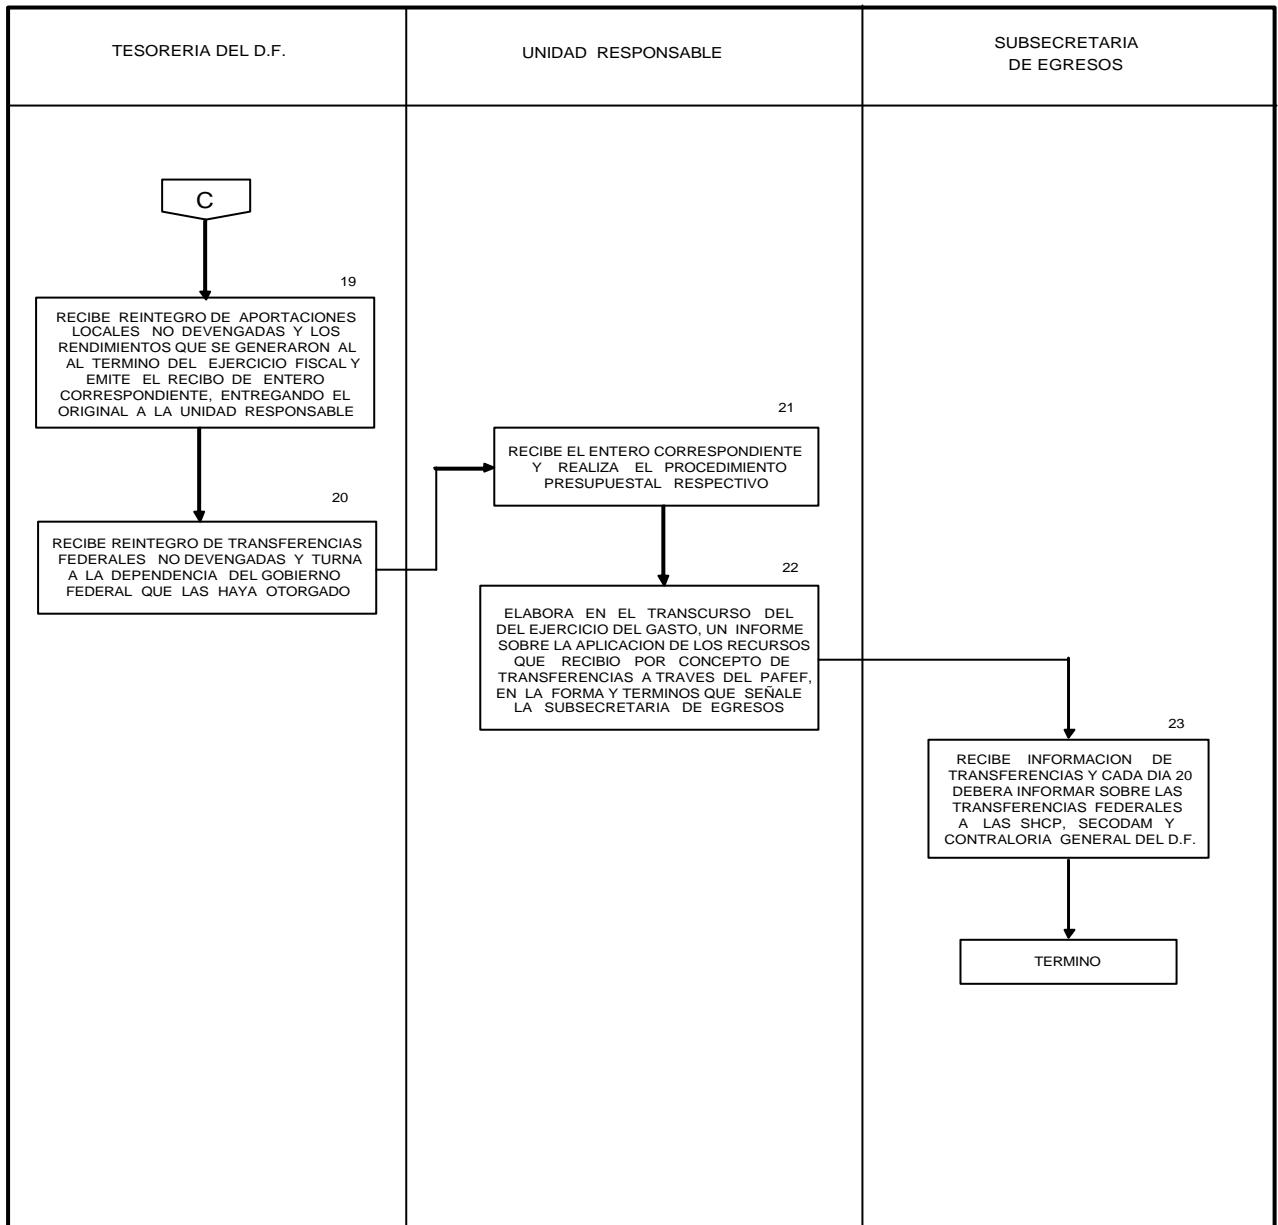 TESORERIA DEL D.F.
UNIDAD RESPONSABLE
SUBSECRETARIA
DE EGRESOS
C
19
RECIBE REINTEGRO DE APORTACIONES
LOCALES NO DEVENGADAS Y LOS
RENDIMIENTOS QUE SE GENERARON AL
AL TERMINO DEL EJERCICIO FISCAL Y
EMITE EL RECIBO DE ENTERO
CORRESPONDIENTE, ENTREGANDO EL
ORIGINAL A LA UNIDAD RESPONSABLE
20
RECIBE REINTEGRO DE TRANSFERENCIAS
FEDERALES NO DEVENGADAS Y TURNA
A LA DEPENDENCIA DEL GOBIERNO
FEDERAL QUE LAS HAYA OTORGADO
21
RECIBE EL ENTERO CORRESPONDIENTE
Y REALIZA EL PROCEDIMIENTO
PRESUPUESTAL RESPECTIVO
22
ELABORA EN EL TRANSCURSO DEL
DEL EJERCICIO DEL GASTO, UN INFORME
SOBRE LA APLICACION DE LOS RECURSOS
QUE RECIBIO POR CONCEPTO DE
TRANSFERENCIAS A TRAVES DEL PAFEF,
EN LA FORMA Y TERMINOS QUE SEÑALE
LA SUBSECRETARIA DE EGRESOS
23
RECIBE INFORMACION DE
TRANSFERENCIAS Y CADA DIA 20
DEBERA INFORMAR SOBRE LAS
TRANSFERENCIAS FEDERALES
A LAS SHCP, SECODAM Y
CONTRALORIA GENERAL DEL D.F.
TERMINO